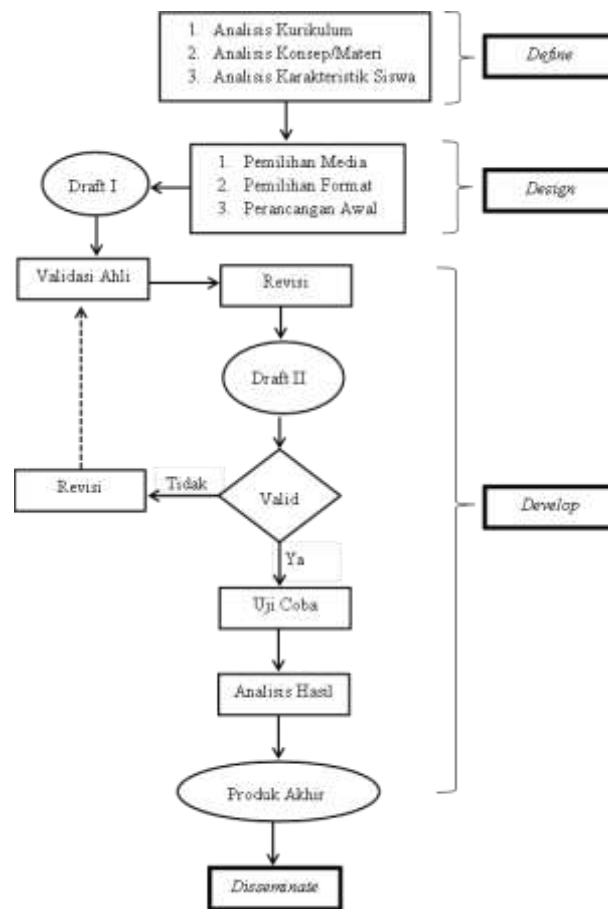 1. Analisis Kurikulum
2. Analisis Konsep/Materi
3. Analisis Karakteristik Siswa
Define
1. Pemilihan Media
2. Pemilihan Format
3. Perancangan Awal
Draft I
Design
Validasi Ahli
Revisi
Draft II
Revisi
Tidak
Valid
Develop
Ya
Uji Coba
Analisis Hasil
Produk Akhir
Disseminate